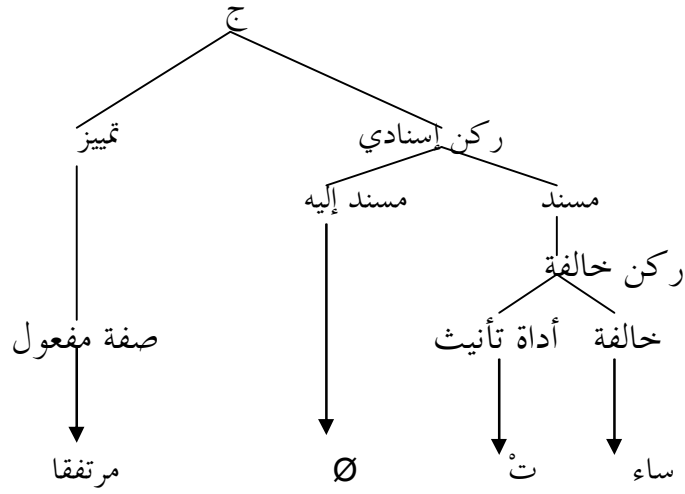 ج
ركن إسنادي تمييز
مسند مسند إليه
ركن خالفة
خالفة أداة تأنيث صفة مفعول
ساء تْ Ø مرتفقا